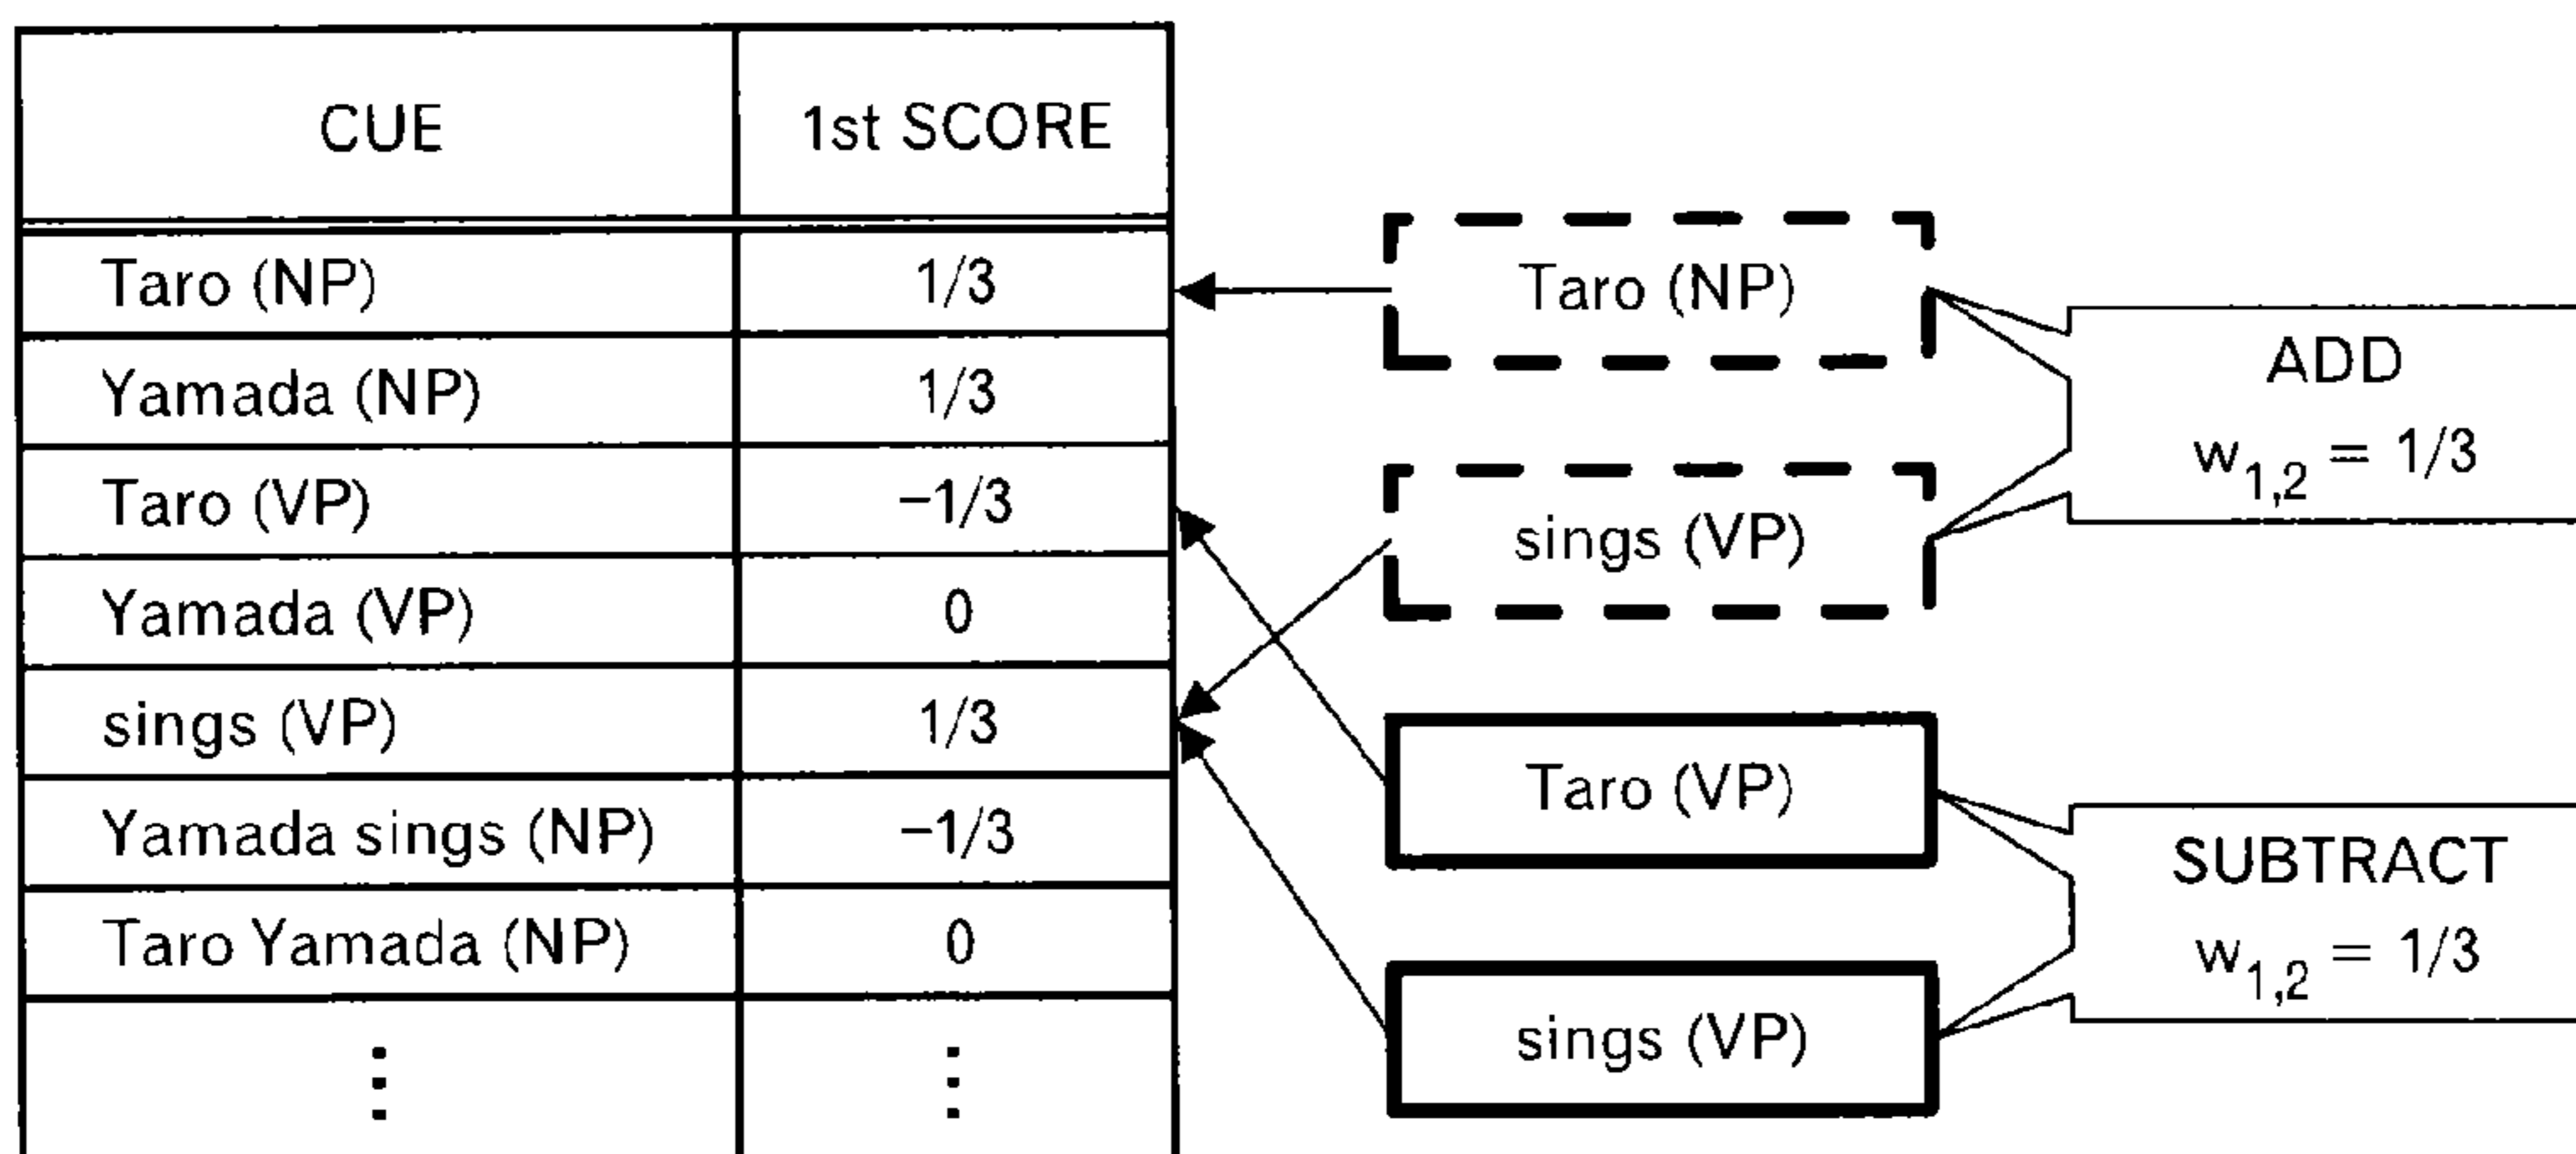 CUE 1st SCORE
Taro (NP) 1/3
Yamada (NP) 1/3
Taro (VP) −1/3
Yamada (VP) 0
sings (VP) 1/3
Yamada sings (NP) −1/3
Taro Yamada (NP) 0
⋮ ⋮
Taro (NP)
sings (VP)
Taro (VP)
sings (VP)
ADD
w1,2 = 1/3
SUBTRACT
w1,2 = 1/3